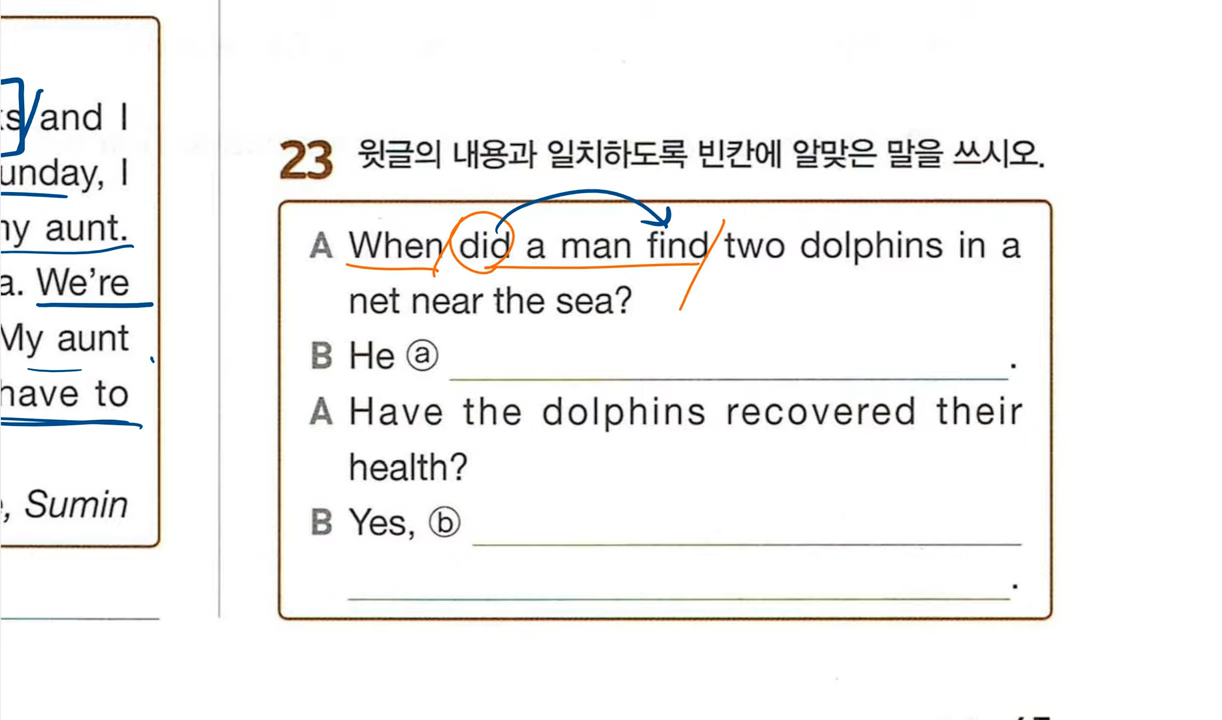 and I
unday, I
ny aunt.
a. We're
My aunt
have to
, Sumin
23 윗글의 내용과 일치하도록 빈칸에 알맞은 말을 쓰시오.
A When did a man find two dolphins in a
net near the sea?
B He ⓐ .
A Have the dolphins recovered their
health?
B Yes, ⓑ
.